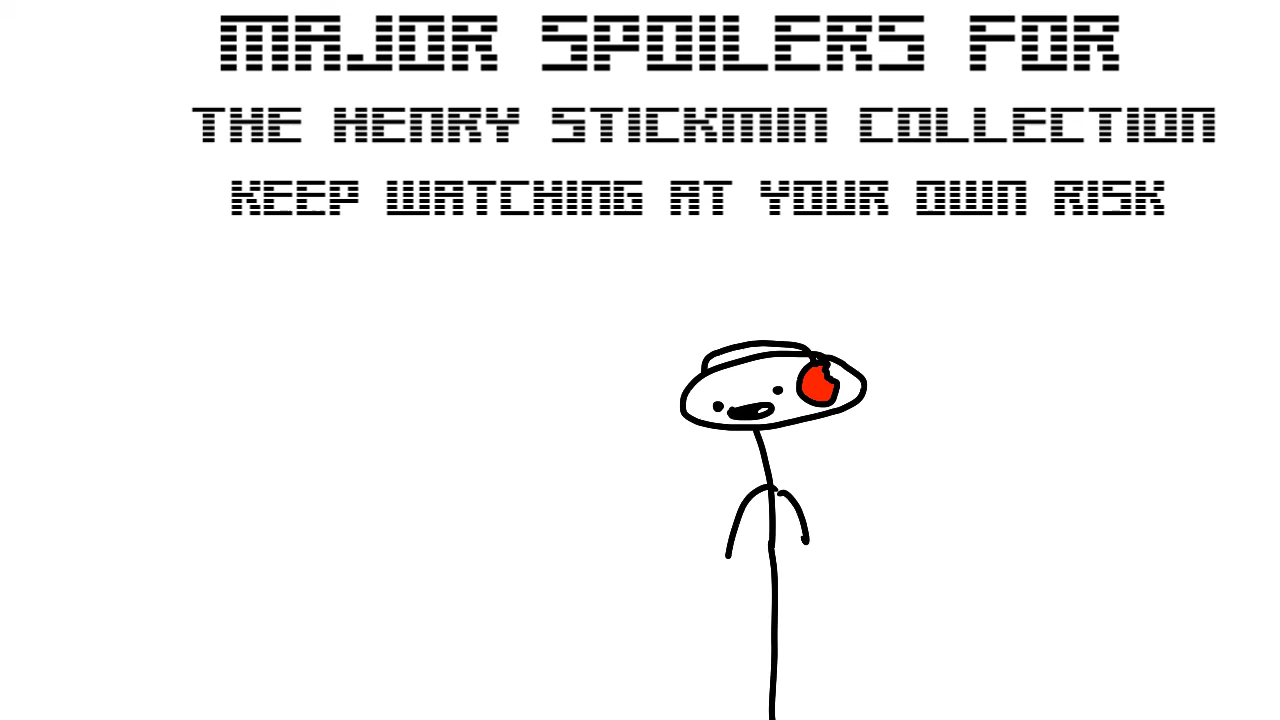 MAJOR SPOILERS FOR
THE HENRY STICKMIN COLLECTION
KEEP WATCHING AT YOUR OWN RISK